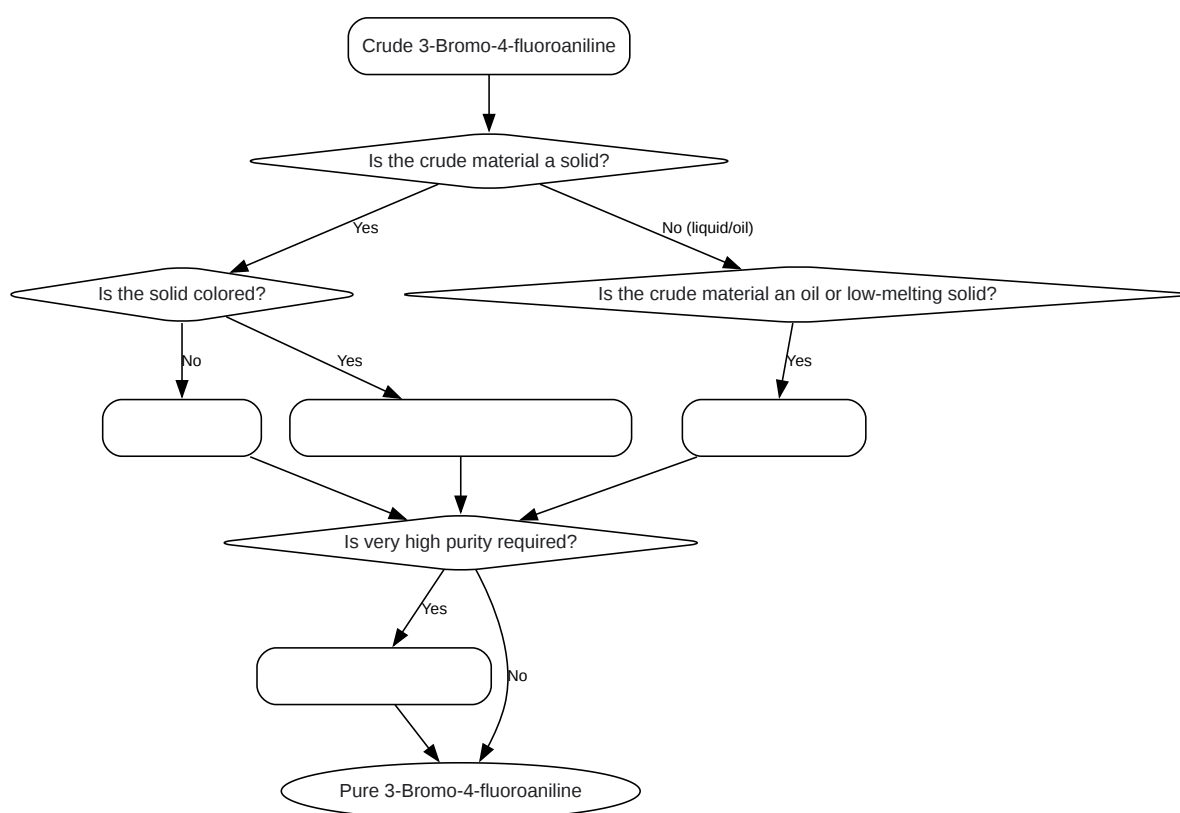 Crude 3-Bromo-4-fluoroaniline
Is the crude material a solid?
Yes
No (liquid/oil)
Is the solid colored?
Is the crude material an oil or low-melting solid?
No
Yes
Yes
Is very high purity required?
Yes
No
Pure 3-Bromo-4-fluoroaniline